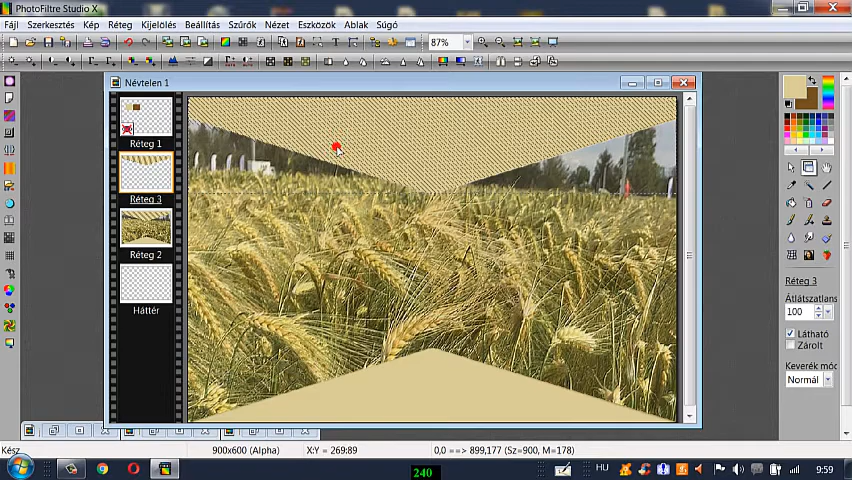 PhotoFiltre Studio X
Fájl Szerkesztés Kép Réteg Kijelölés Beállítás Szűrők Nézet Eszközök Ablak Súgó
87%
Névtelen 1
Réteg 1
Réteg 3
Réteg 2
Háttér
Réteg 3
Átlátszatlans
100
Látható
Zárolt
Keverék mód
Normál
Kész
900x600 (Alpha)
X:Y = 269:89
0,0 ==> 899,177 (Sz=900, M=178)
240
HU
9:59